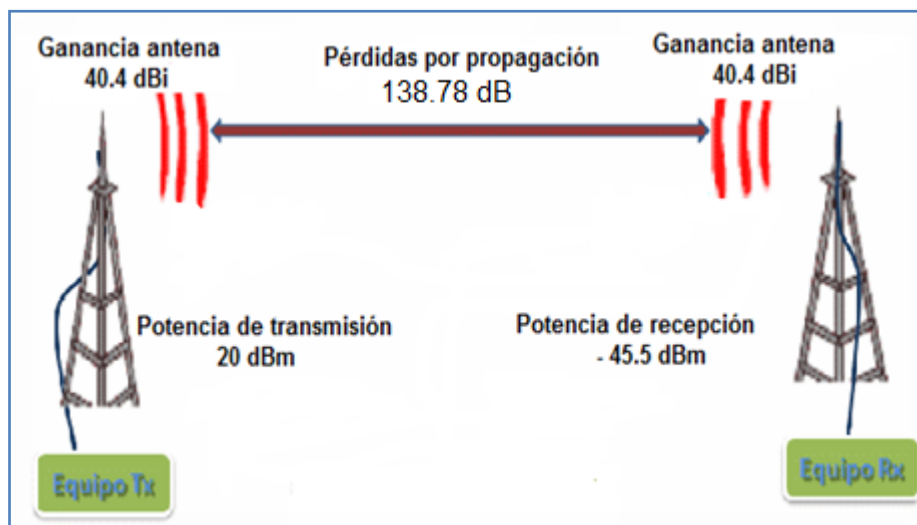 Ganancia antena
40.4 dBi
Pérdidas por propagación
138.78 dB
Ganancia antena
40.4 dBi
Potencia de transmisión
20 dBm
Potencia de recepción
- 45.5 dBm
Equipo Tx
Equipo Rx